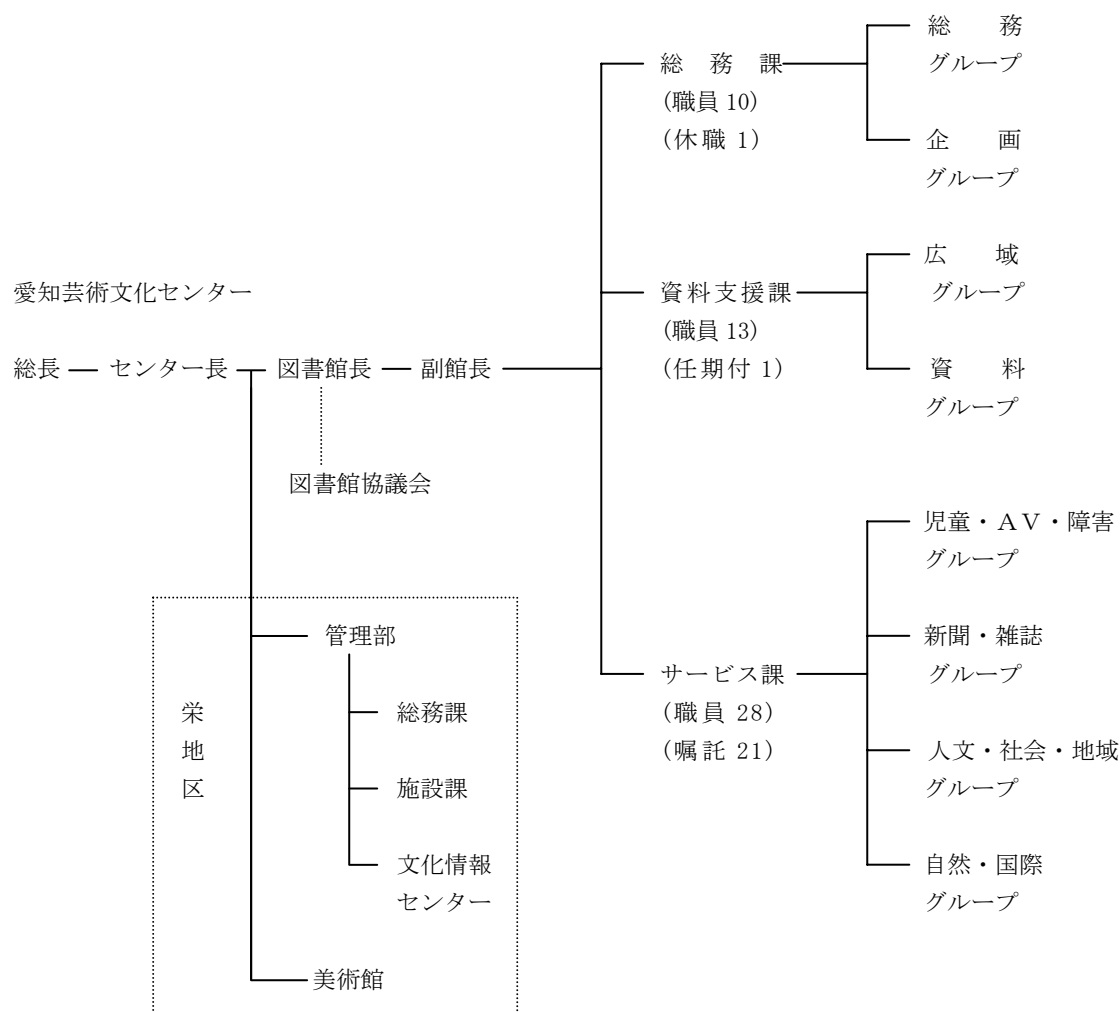 愛知芸術文化センター
総長
センター長
図書館長
副館長
図書館協議会
総務課
(職員 10)
(休職 1)
総務
グループ
企画
グループ
資料支援課
(職員 13)
(任期付 1)
広域
グループ
資料
グループ
サービス課
(職員 28)
(嘱託 21)
児童・ＡＶ・障害
グループ
新聞・雑誌
グループ
人文・社会・地域
グループ
自然・国際
グループ
栄
地
区
管理部
総務課
施設課
文化情報
センター
美術館